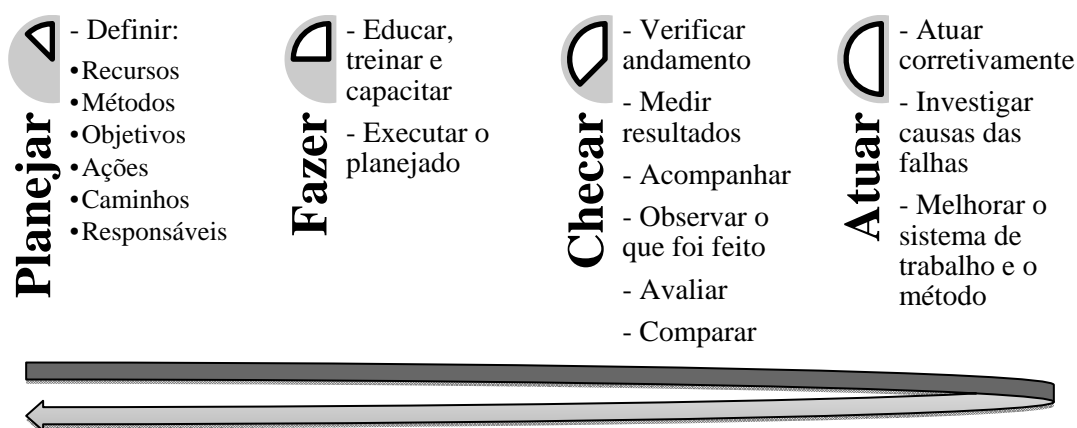 Planejar
- Definir:
•Recursos
•Métodos
•Objetivos
•Ações
•Caminhos
•Responsáveis
Fazer
- Educar,
treinar e
capacitar
- Executar o
planejado
Checar
- Verificar
andamento
- Medir
resultados
- Acompanhar
- Observar o
que foi feito
- Avaliar
- Comparar
Atuar
- Atuar
corretivamente
- Investigar
causas das
falhas
- Melhorar o
sistema de
trabalho e o
método